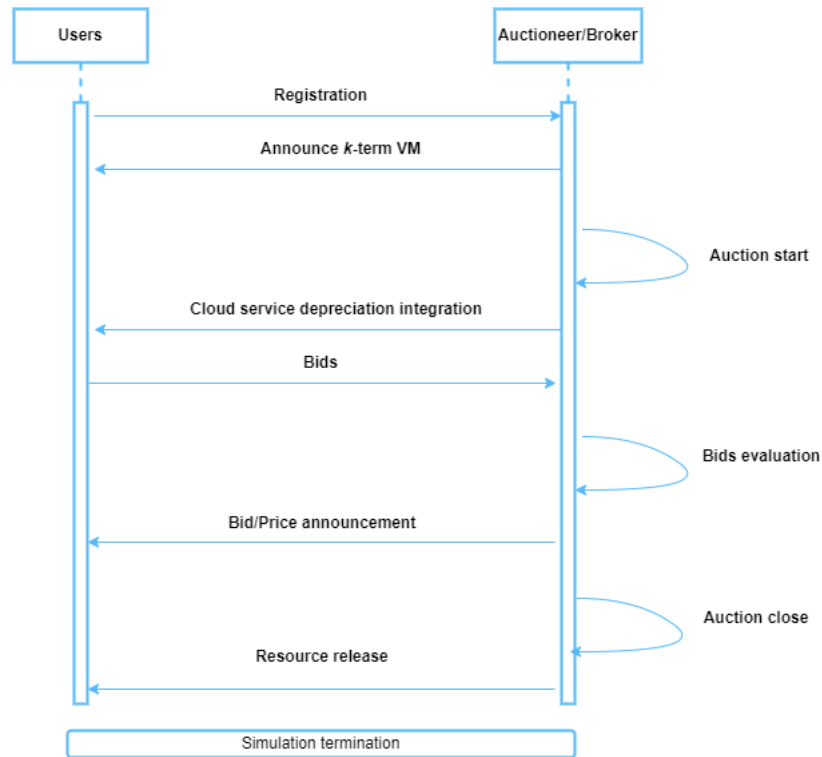 Users
Auctioneer/Broker
Registration
Announce k-term VM
Auction start
Cloud service depreciation integration
Bids
Bids evaluation
Bid/Price announcement
Auction close
Resource release
Simulation termination